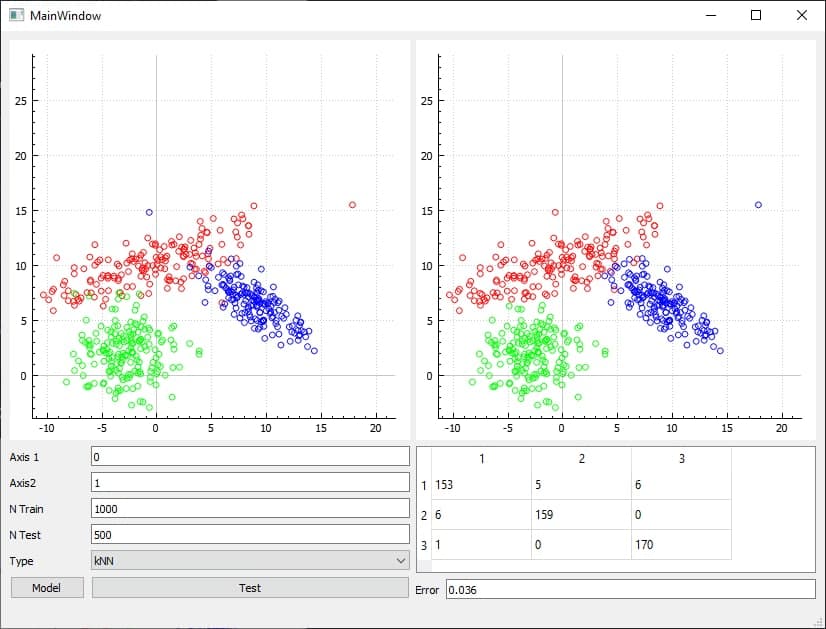 MainWindow
25
20
15
10
5
0
-10 -5 0 5 10 15 20
25
20
15
10
5
0
-10 -5 0 5 10 15 20
Axis 1 0
Axis2 1
N Train 1000
N Test 500
Type kNN
Model Test
1 2 3
1 153 5 6
2 6 159 0
3 1 0 170
Error 0.036